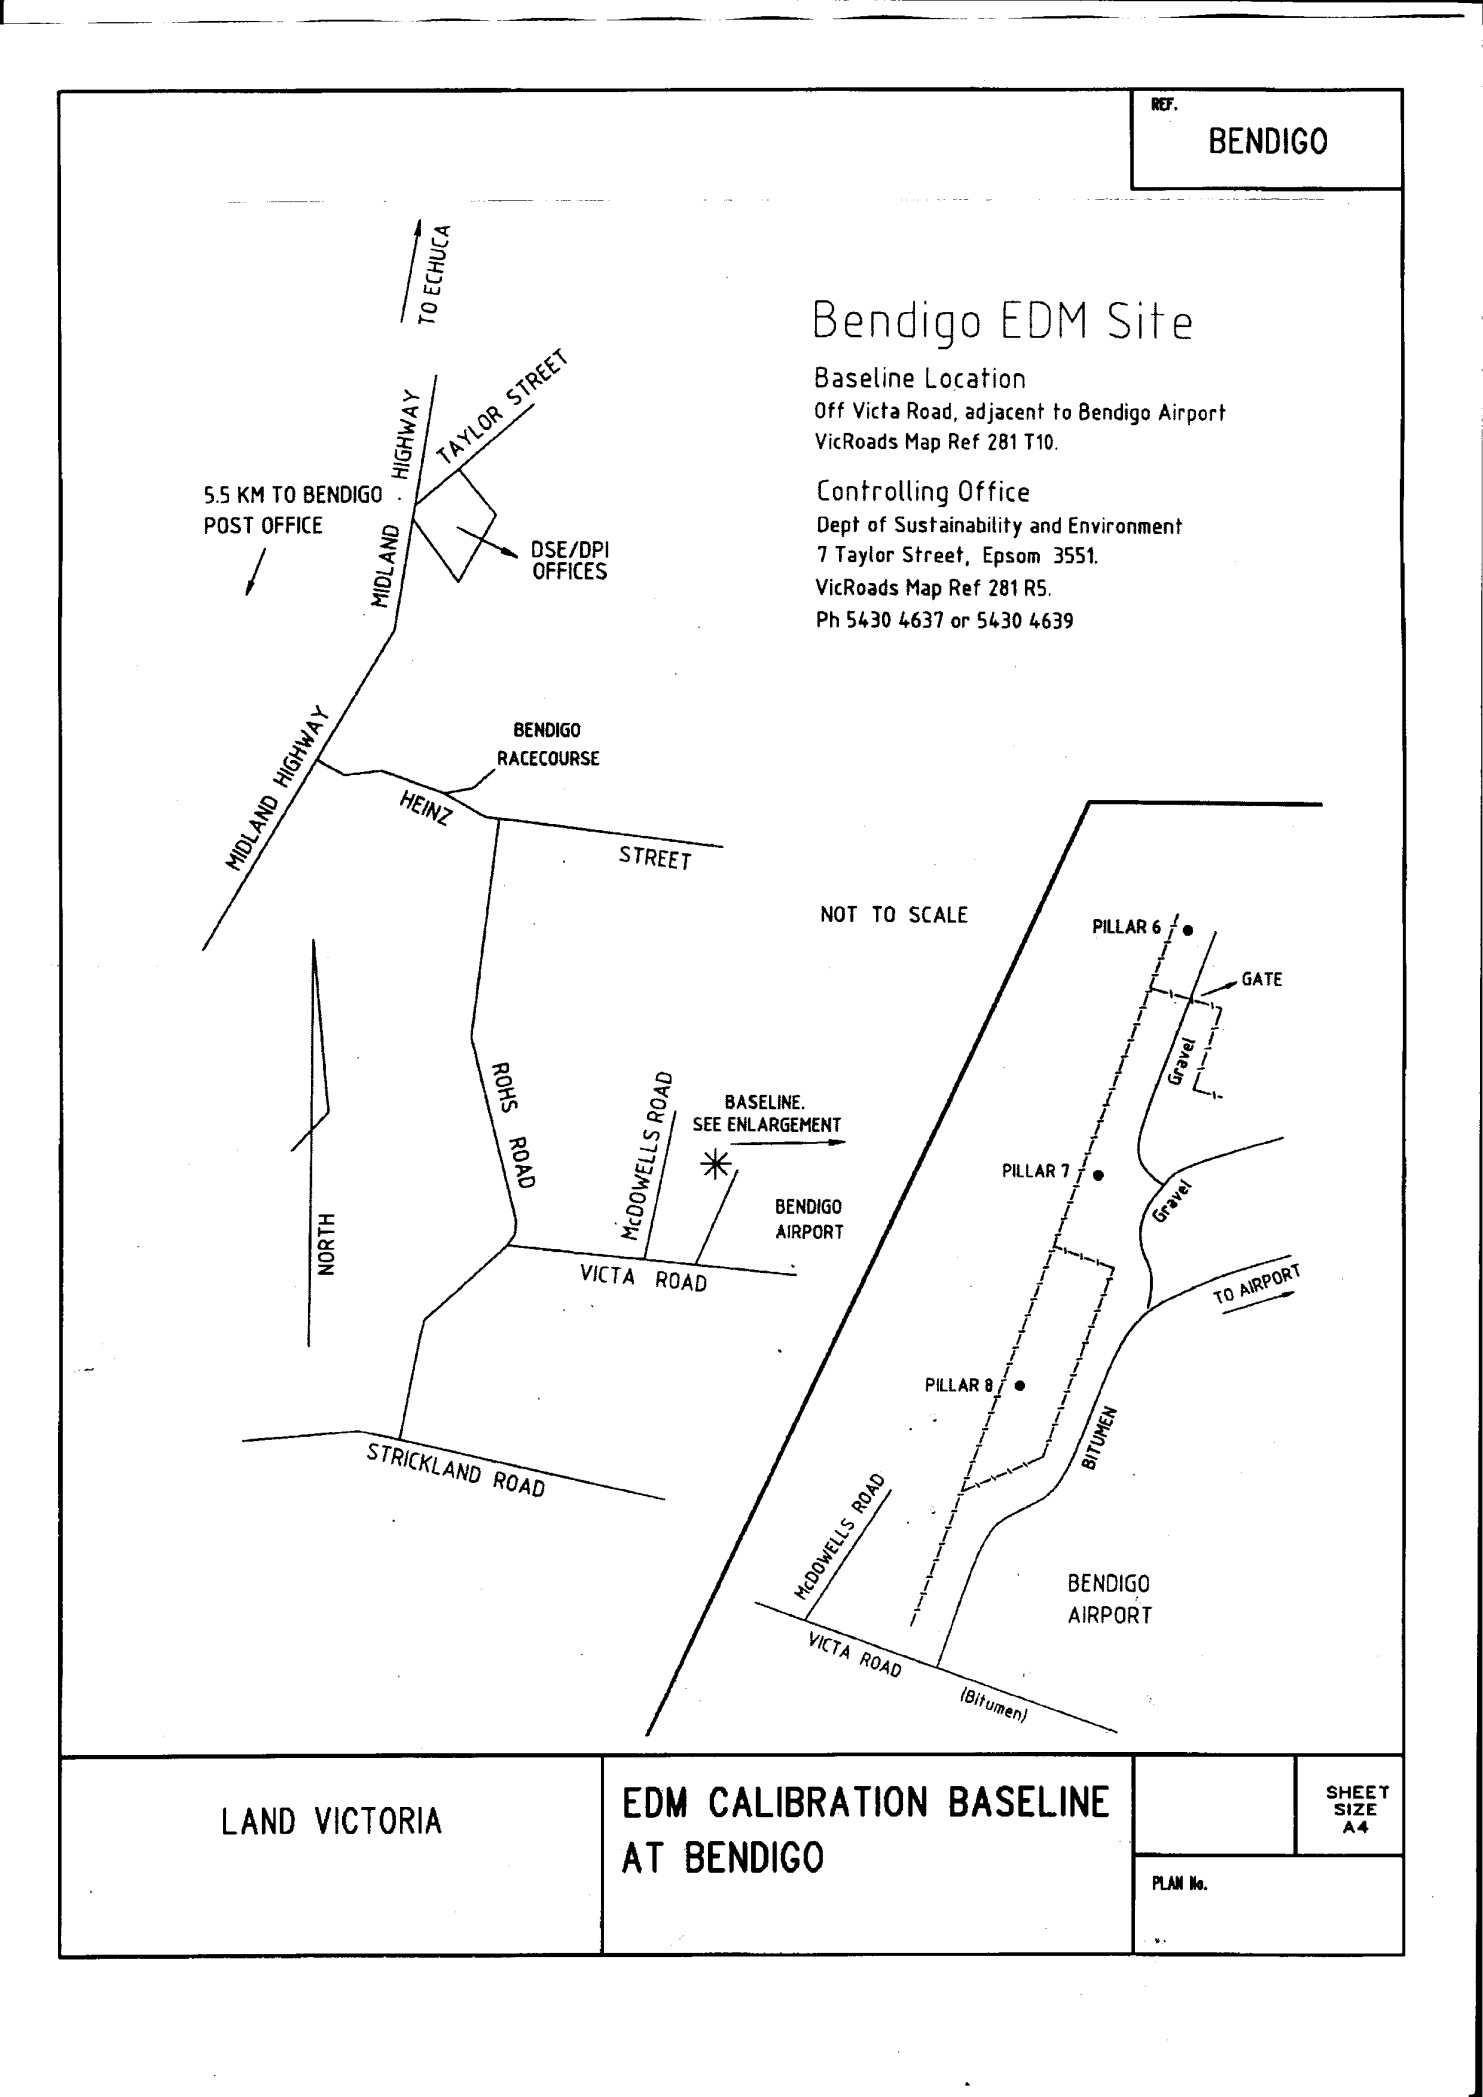 REF.
BENDIGO
TO ECHUCA
Bendigo EDM Site
Baseline Location
Off Victa Road, adjacent to Bendigo Airport
VicRoads Map Ref 281 T10.
Controlling Office
Dept of Sustainability and Environment
7 Taylor Street, Epsom 3551.
VicRoads Map Ref 281 R5.
Ph 5430 4637 or 5430 4639
TAYLOR STREET
MIDLAND HIGHWAY
5.5 KM TO BENDIGO
POST OFFICE
DSE/DPI
OFFICES
MIDLAND HIGHWAY
BENDIGO
RACECOURSE
HEINZ
STREET
NOT TO SCALE
PILLAR 6
GATE
Gravel
ROHS ROAD
McDOWELLS ROAD
BASELINE.
SEE ENLARGEMENT
PILLAR 7
Gravel
BENDIGO
AIRPORT
NORTH
VICTA ROAD
TO AIRPORT
PILLAR 8
BITUMEN
STRICKLAND ROAD
McDOWELLS ROAD
BENDIGO
AIRPORT
VICTA ROAD
(Bitumen)
LAND VICTORIA
EDM CALIBRATION BASELINE
AT BENDIGO
SHEET
SIZE
A4
PLAN No.